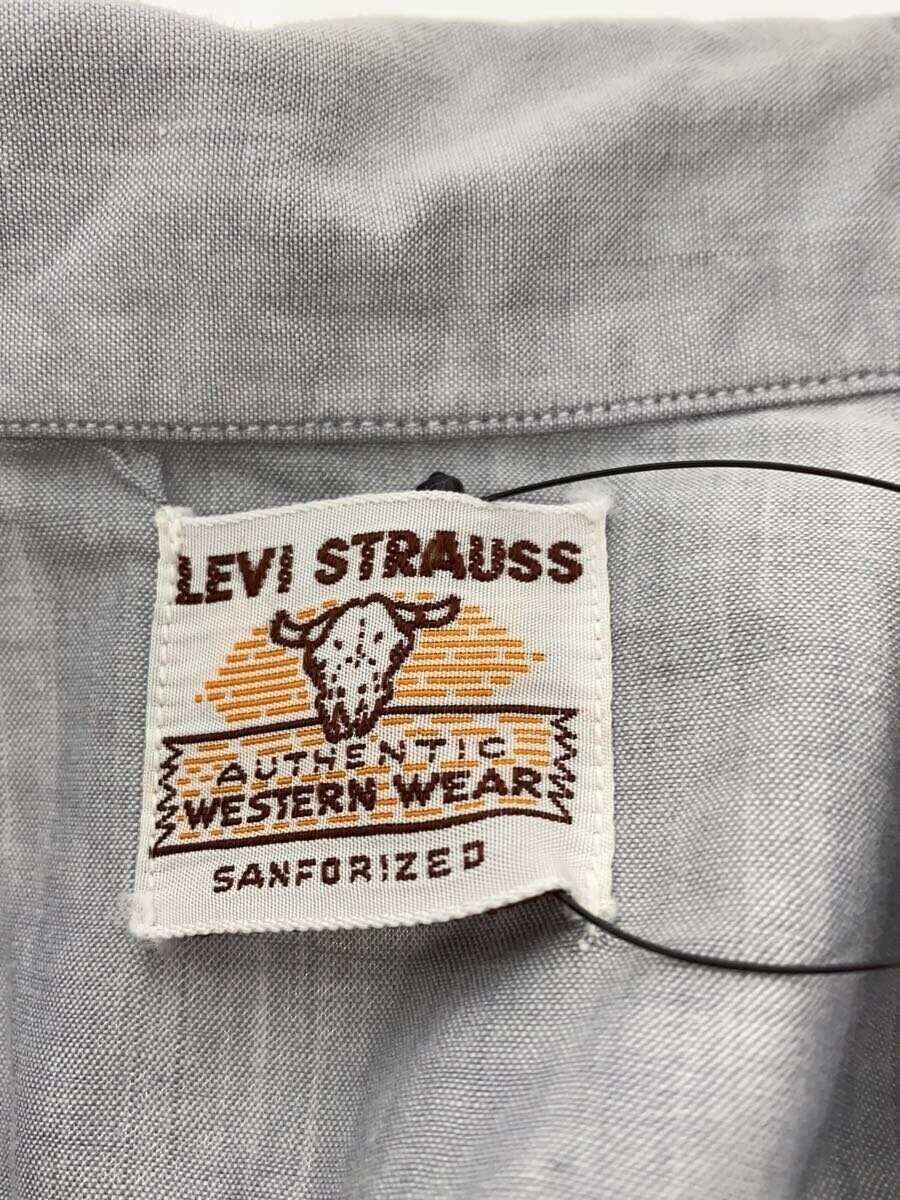 LEVI STRAUSS
AUTHENTIC
WESTERN WEAR
SANFORIZED